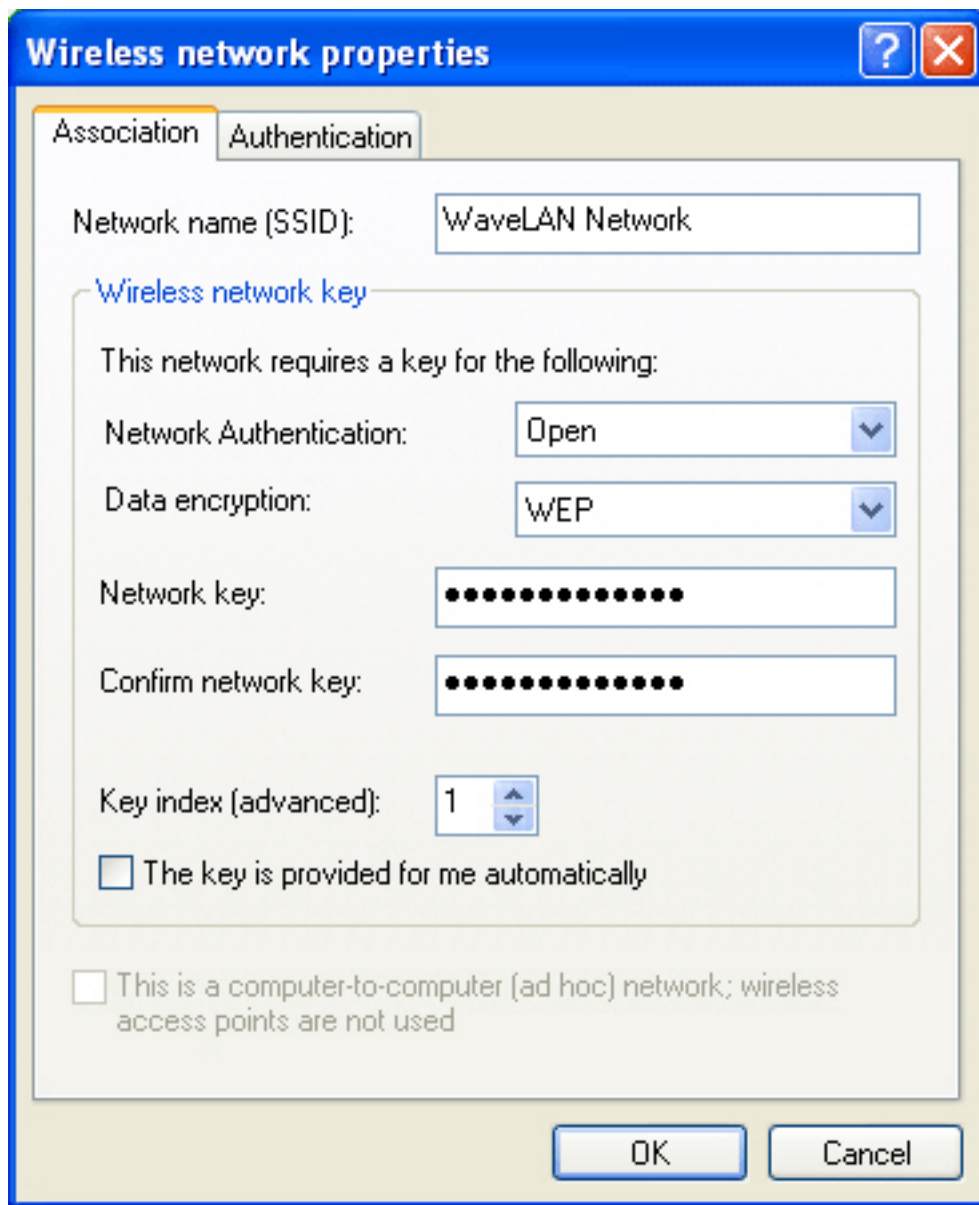 Wireless network properties
Association
Authentication
Network name (SSID):
WaveLAN Network
Wireless network key
This network requires a key for the following:
Network Authentication:
Open
Data encryption:
WEP
Network key:
•••••••••••••
Confirm network key:
•••••••••••••
Key index (advanced):
1
The key is provided for me automatically
This is a computer-to-computer (ad hoc) network; wireless
access points are not used
OK
Cancel